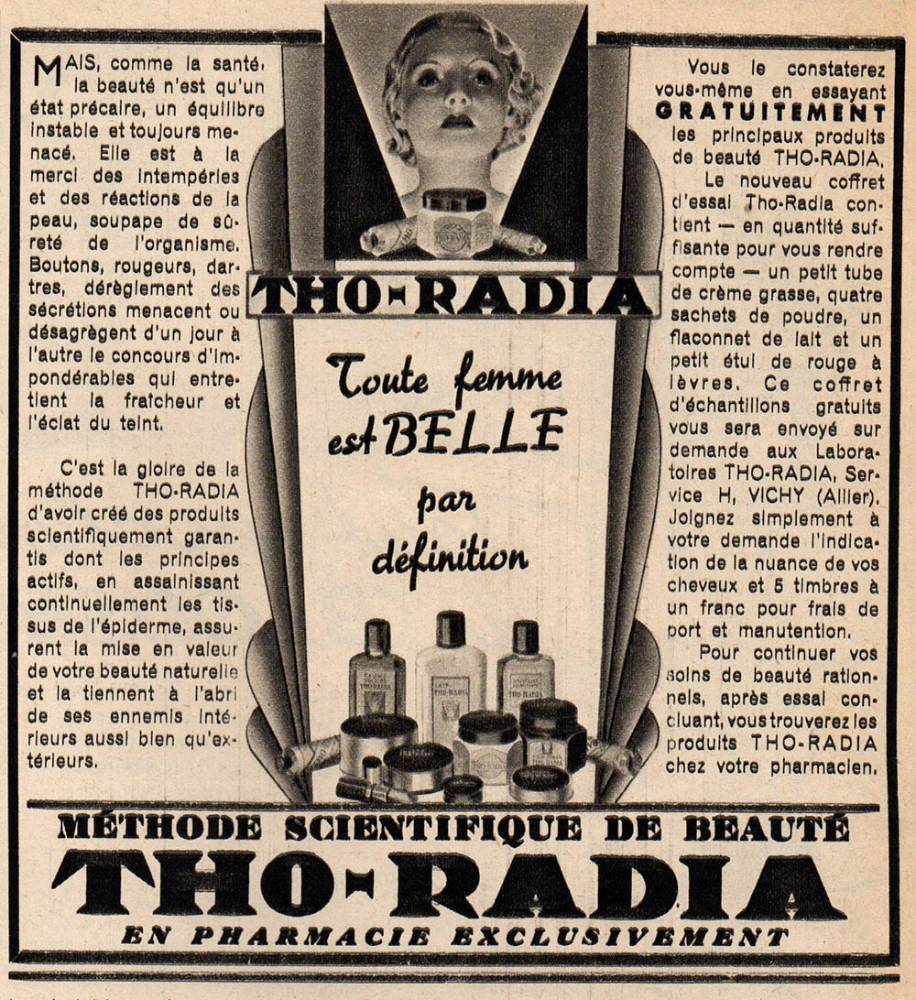 MAIS, comme la santé,
la beauté n'est qu'un
état précaire, un équilibre
instable et toujours me-
nacé. Elle est à la
merci des intempéries
et des réactions de la
peau, soupape de sû-
reté de l'organisme.
Boutons, rougeurs, dar-
tres, dérèglement des
sécrétions menacent ou
désagrègent d'un jour à
l'autre le concours d'im-
pondérables qui entre-
tient la fraîcheur et
l'éclat du teint.
C'est la gloire de la
méthode THO-RADIA
d'avoir créé des produits
scientifiquement garan-
tis dont les principes
actifs, en assainissant
continuellement les tis-
sus de l'épiderme, assu-
rent la mise en valeur
de votre beauté naturelle
et la tiennent à l'abri
de ses ennemis inté-
rieurs aussi bien qu'ex-
térieurs.
THO-RADIA
Toute femme
est BELLE
par
définition
THO-RADIA
THO-RADIA
THO-RADIA
THO-RADIA
Vous le constaterez
vous-même en essayant
GRATUITEMENT
les principaux produits
de beauté THO-RADIA.
Le nouveau coffret
d'essai Tho-Radia con-
tient — en quantité suf-
fisante pour vous rendre
compte — un petit tube
de crème grasse, quatre
sachets de poudre, un
flaconnet de lait et un
petit étui de rouge à
lèvres. Ce coffret
d'échantillons gratuits
vous sera envoyé sur
demande aux Labora-
toires THO-RADIA, Ser-
vice H, VICHY (Allier).
Joignez simplement à
votre demande l'indica-
tion de la nuance de vos
cheveux et 5 timbres à
un franc pour frais de
port et manutention.
Pour continuer vos
soins de beauté ration-
nels, après essai con-
cluant, vous trouverez les
produits THO-RADIA
chez votre pharmacien.
MÉTHODE SCIENTIFIQUE DE BEAUTÉ
THO-RADIA
EN PHARMACIE EXCLUSIVEMENT